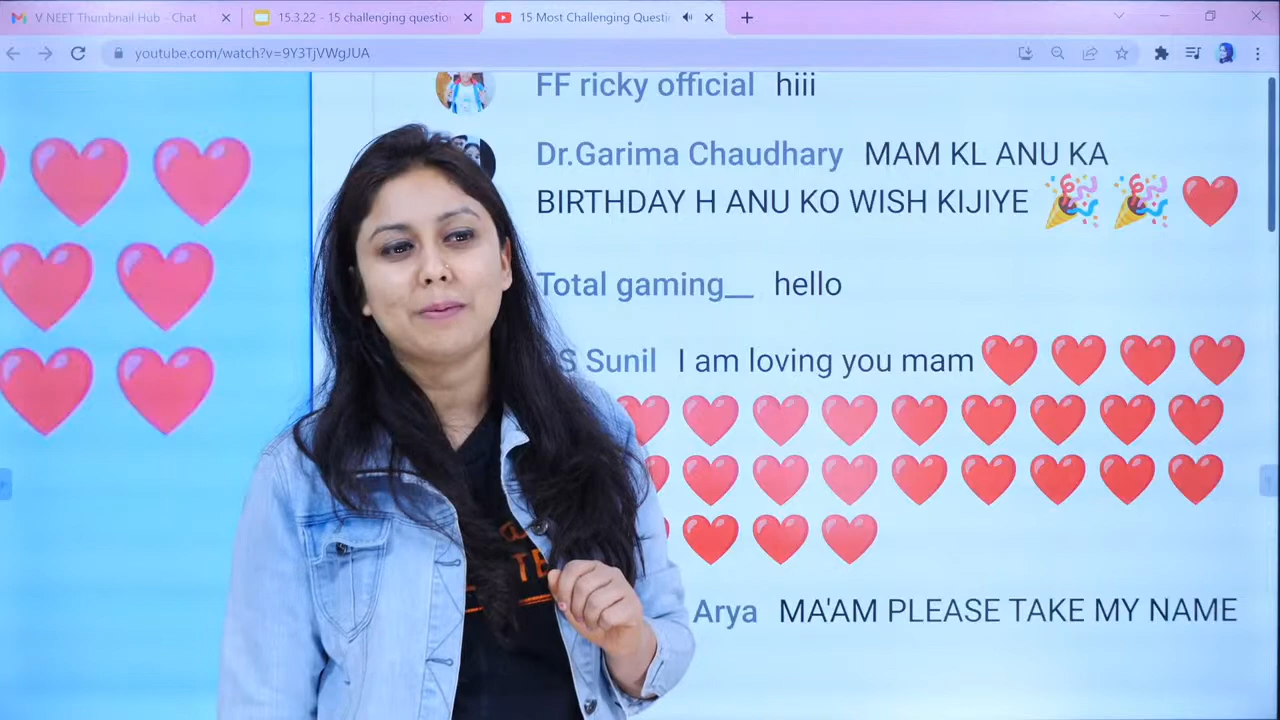 V NEET Thumbnail Hub - Chat
15.3.22 - 15 challenging questio
15 Most Challenging Questi
youtube.com/watch?v=9Y3TjVWgJUA
FF ricky official hiii
Dr.Garima Chaudhary MAM KL ANU KA
BIRTHDAY H ANU KO WISH KIJIYE
Total gaming__ hello
S Sunil I am loving you mam
Arya MA'AM PLEASE TAKE MY NAME